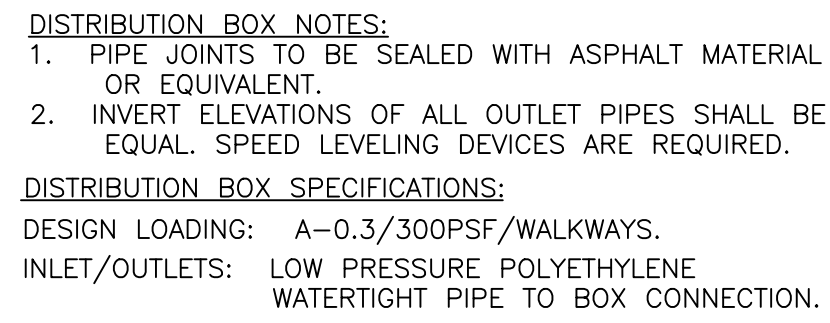 DISTRIBUTION BOX NOTES:
1. PIPE JOINTS TO BE SEALED WITH ASPHALT MATERIAL
OR EQUIVALENT.
2. INVERT ELEVATIONS OF ALL OUTLET PIPES SHALL BE
EQUAL. SPEED LEVELING DEVICES ARE REQUIRED.
DISTRIBUTION BOX SPECIFICATIONS:
DESIGN LOADING: A-0.3/300PSF/WALKWAYS.
INLET/OUTLETS: LOW PRESSURE POLYETHYLENE
WATERTIGHT PIPE TO BOX CONNECTION.